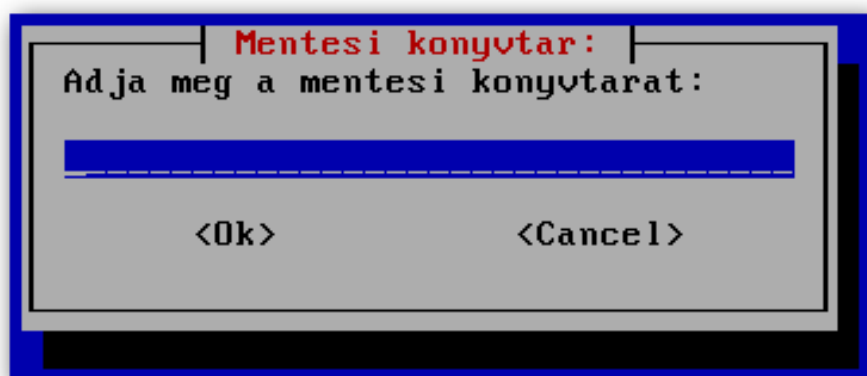 Mentesi konyvtar:
Adja meg a mentesi konyvtarat:
<Ok> <Cancel>